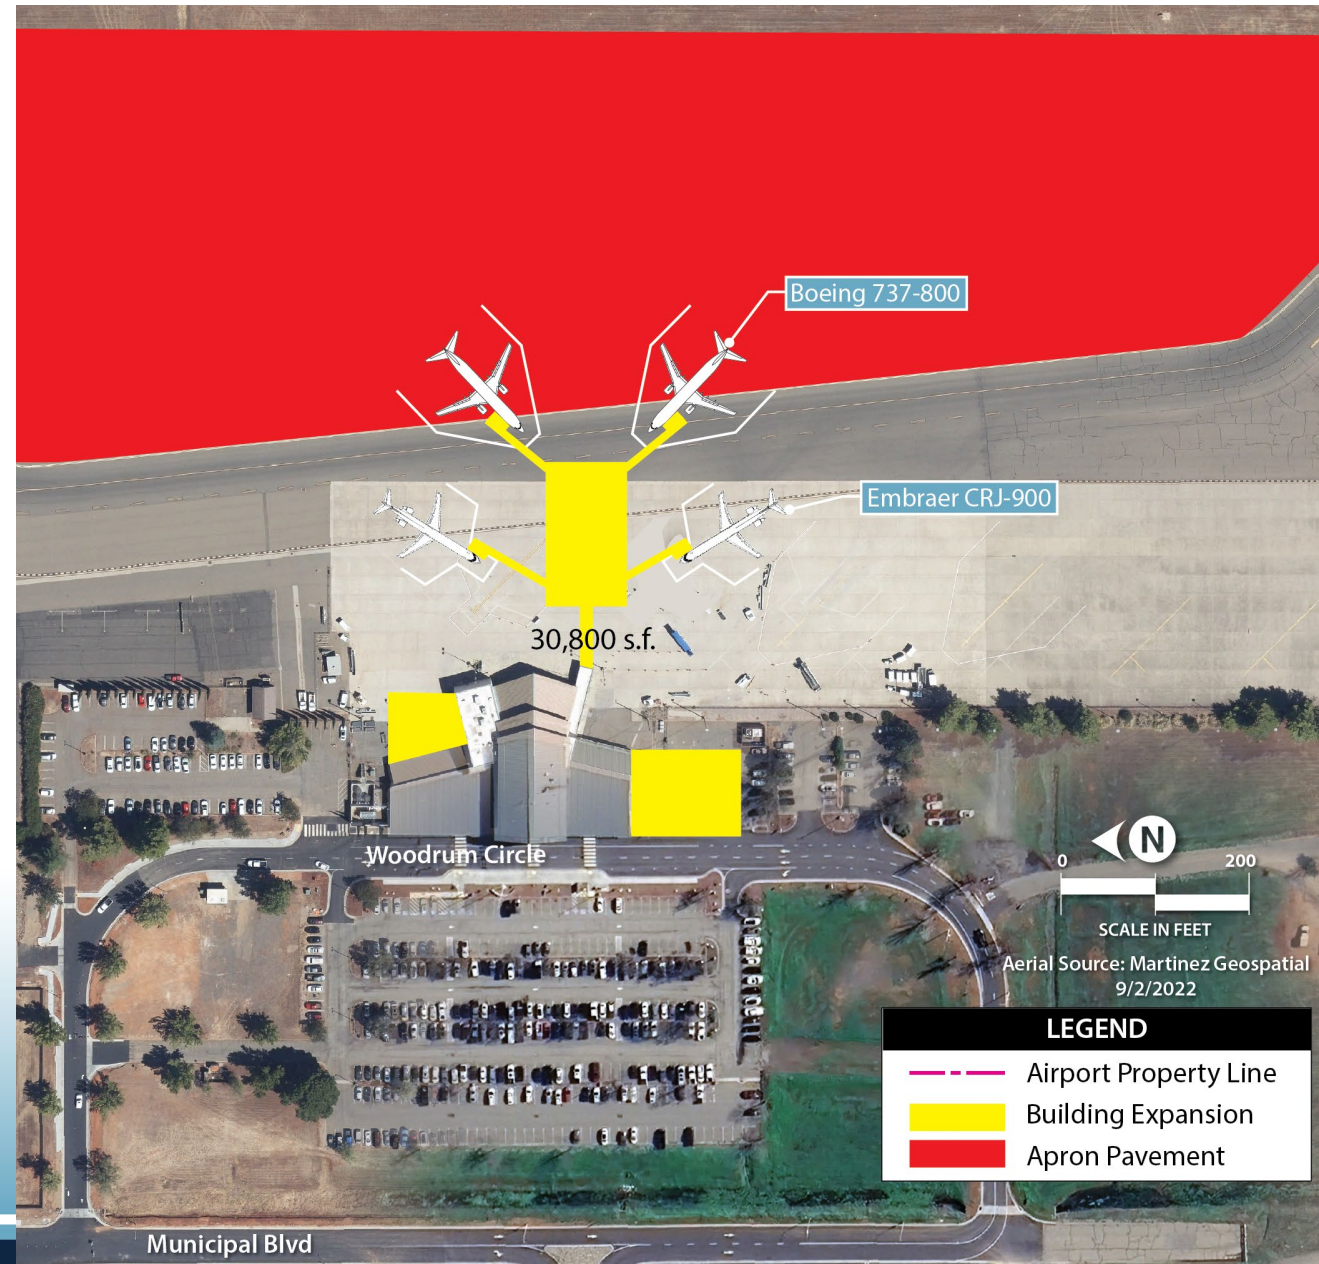 Boeing 737-800
Embraer CRJ-900
30,800 s.f.
Woodrum Circle
N
0 200
SCALE IN FEET
Aerial Source: Martinez Geospatial
9/2/2022
LEGEND
Airport Property Line
Building Expansion
Apron Pavement
Municipal Blvd